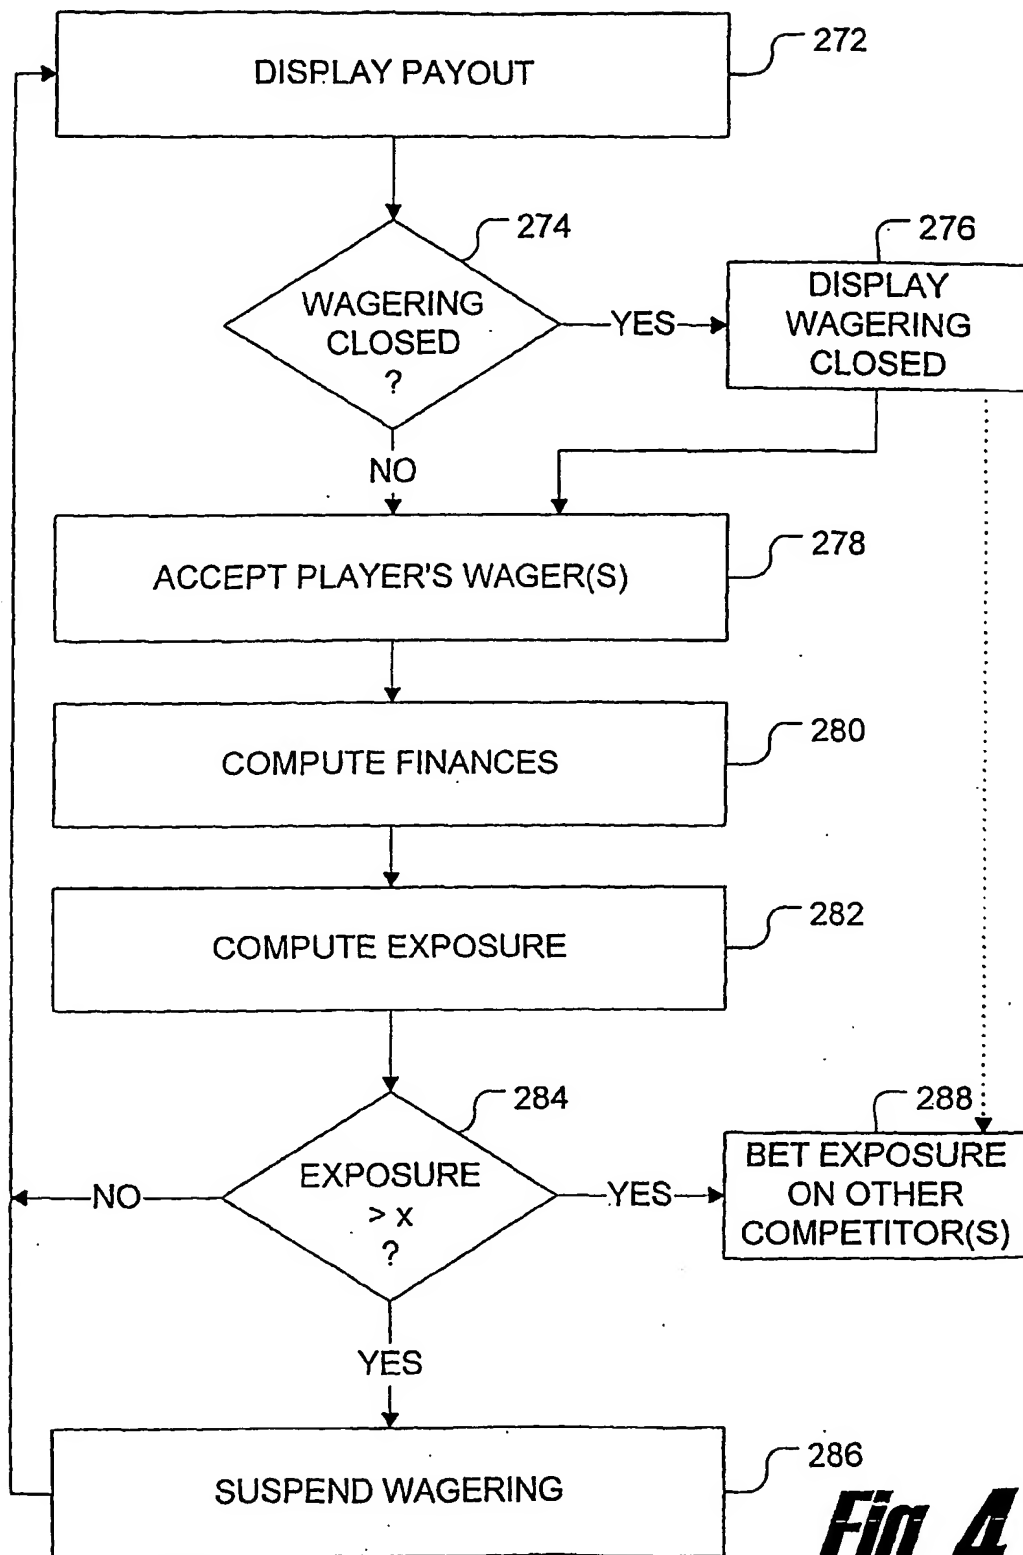 DISPLAY PAYOUT
272
274
276
WAGERING
CLOSED
?
YES
DISPLAY
WAGERING
CLOSED
NO
ACCEPT PLAYER'S WAGER(S)
278
COMPUTE FINANCES
280
COMPUTE EXPOSURE
282
284
288
NO
EXPOSURE
> x
?
YES
BET EXPOSURE
ON OTHER
COMPETITOR(S)
YES
SUSPEND WAGERING
286
Fig 4